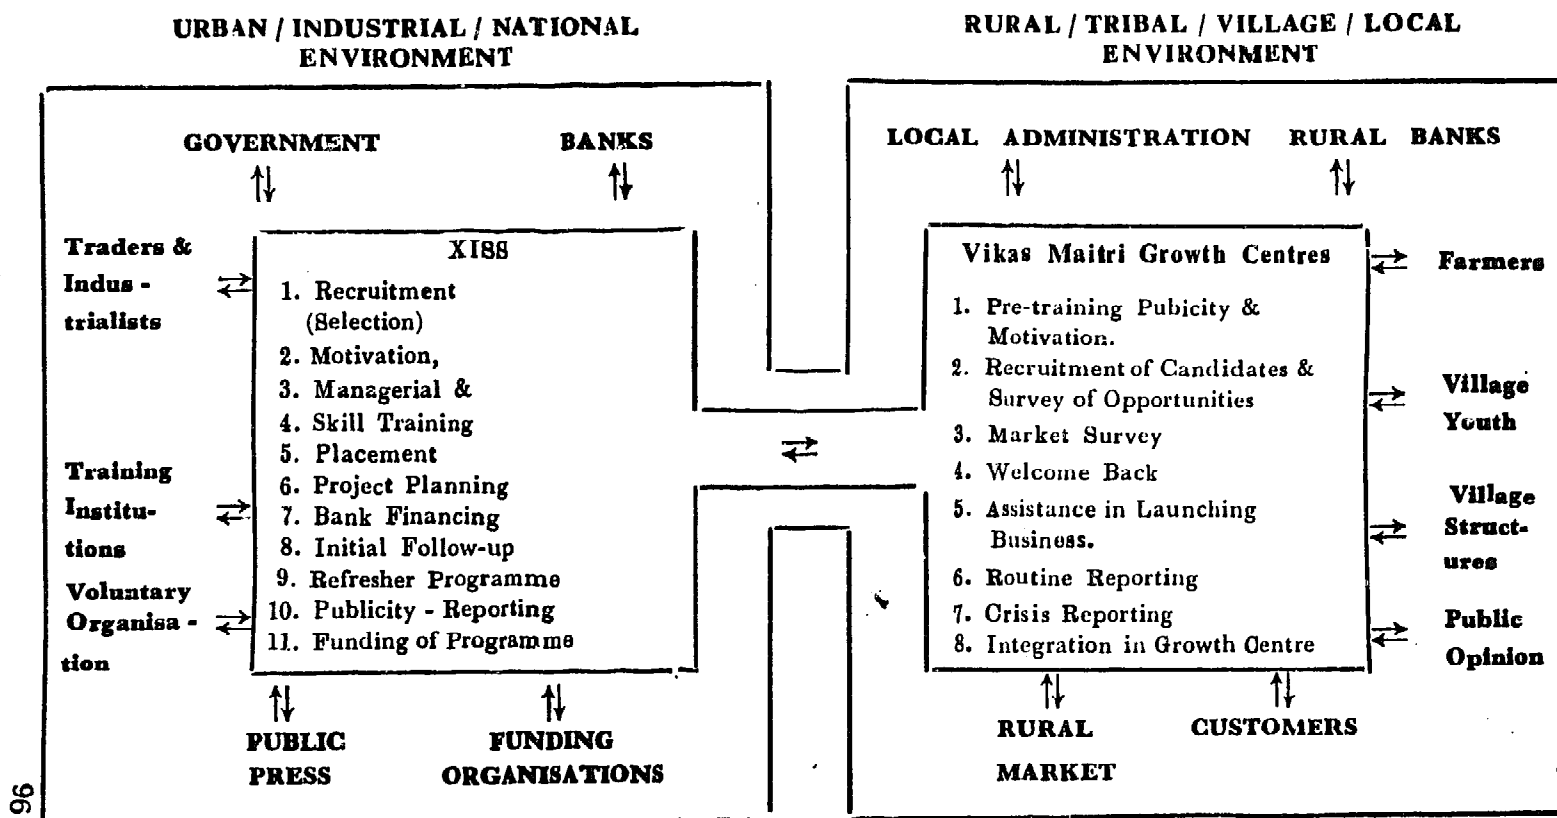 URBAN / INDUSTRIAL / NATIONAL
ENVIRONMENT
GOVERNMENT
BANKS
Traders &
Indus -
trialists
Training
Institu-
tions
Voluntary
Organisa -
tion
XISS
1. Recruitment
(Selection)
2. Motivation,
3. Managerial &
4. Skill Training
5. Placement
6. Project Planning
7. Bank Financing
8. Initial Follow-up
9. Refresher Programme
10. Publicity - Reporting
11. Funding of Programme
PUBLIC
PRESS
FUNDING
ORGANISATIONS
RURAL / TRIBAL / VILLAGE / LOCAL
ENVIRONMENT
LOCAL ADMINISTRATION
RURAL BANKS
Vikas Maitri Growth Centres
1. Pre-training Pubicity &
Motivation.
2. Recruitment of Candidates &
Survey of Opportunities
3. Market Survey
4. Welcome Back
5. Assistance in Launching
Business.
6. Routine Reporting
7. Crisis Reporting
8. Integration in Growth Centre
Farmers
Village
Youth
Village
Struct-
ures
Public
Opinion
RURAL
MARKET
CUSTOMERS
96